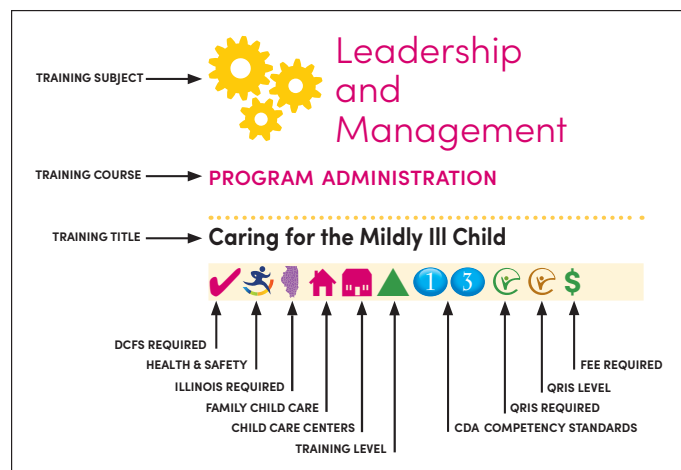 Leadership
and
Management
TRAINING SUBJECT
TRAINING COURSE
PROGRAM ADMINISTRATION
TRAINING TITLE
Caring for the Mildly Ill Child
1 3 $
DCFS REQUIRED
FEE REQUIRED
HEALTH & SAFETY
ILLINOIS REQUIRED
QRIS LEVEL
FAMILY CHILD CARE
QRIS REQUIRED
CHILD CARE CENTERS
CDA COMPETENCY STANDARDS
TRAINING LEVEL